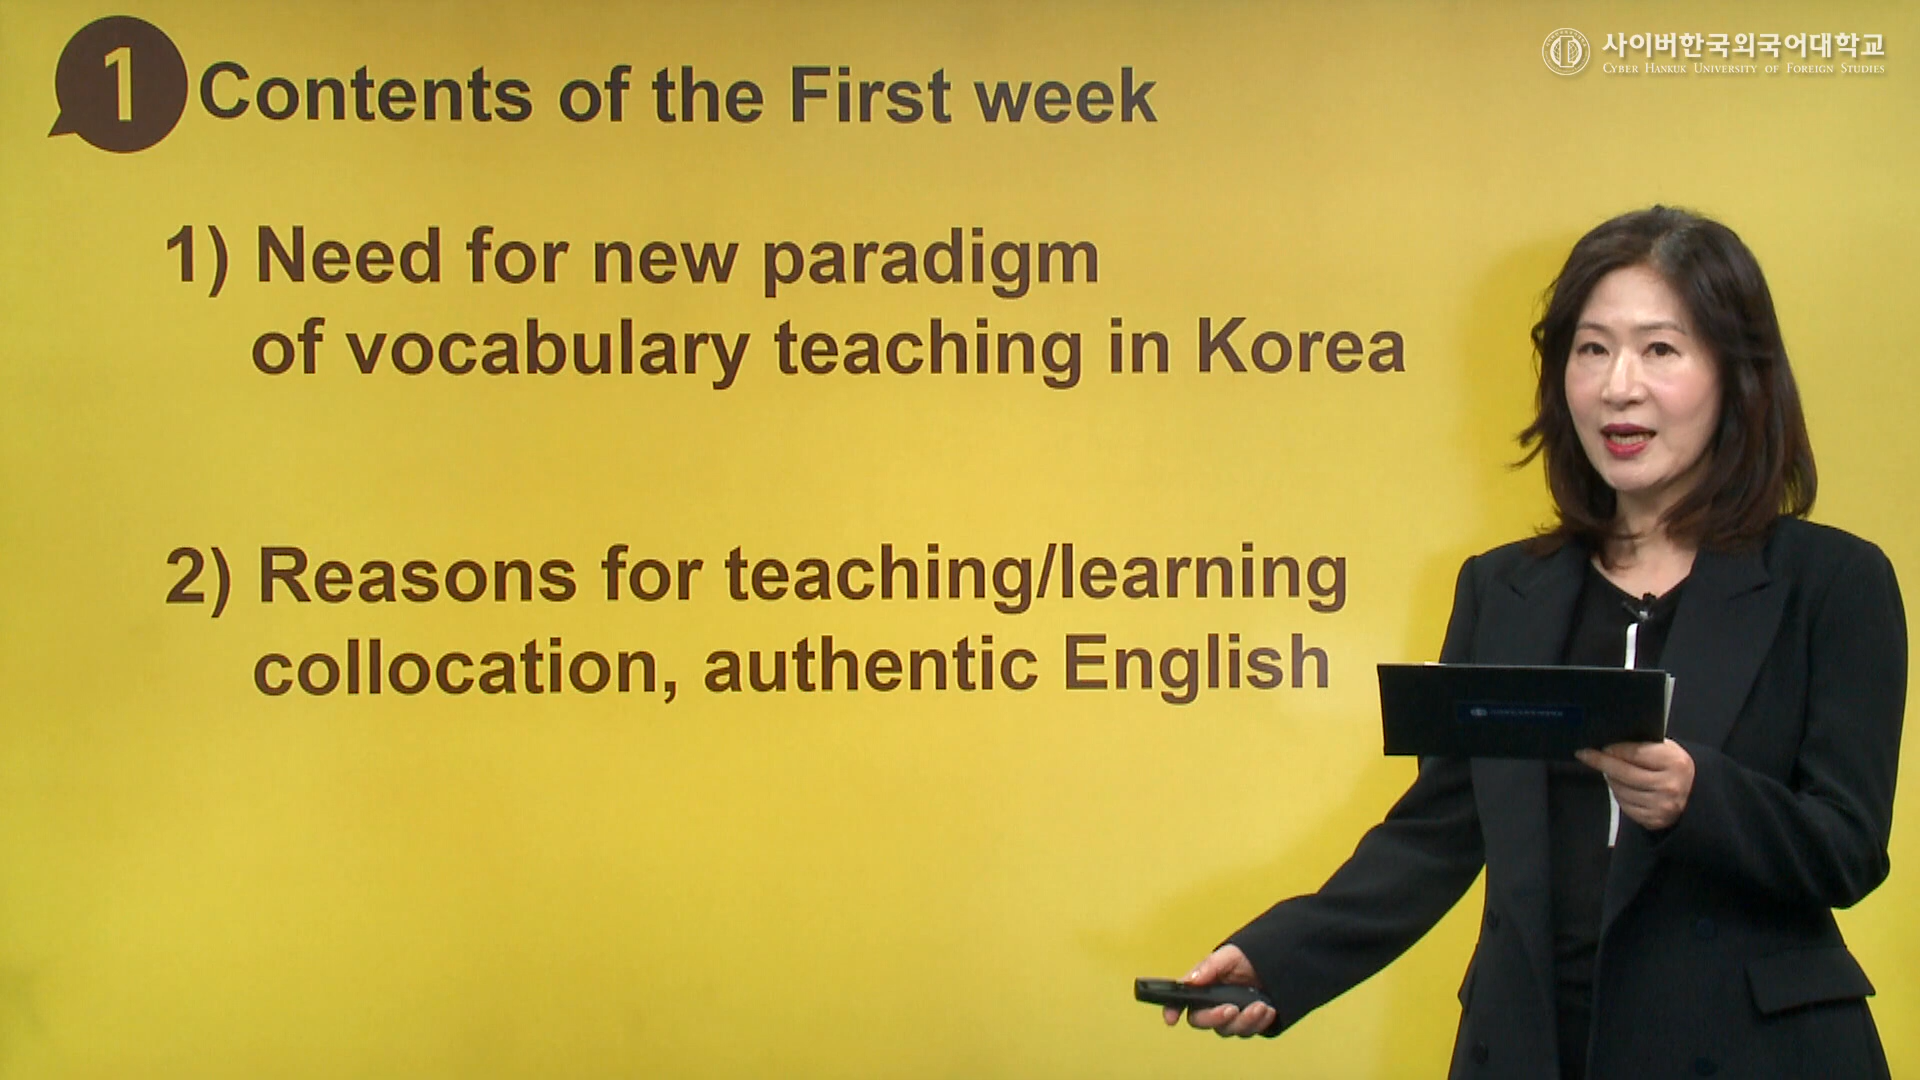 1 Contents of the First week
사이버한국외국어대학교
CYBER HANKUK UNIVERSITY OF FOREIGN STUDIES
1) Need for new paradigm
of vocabulary teaching in Korea
2) Reasons for teaching/learning
collocation, authentic English